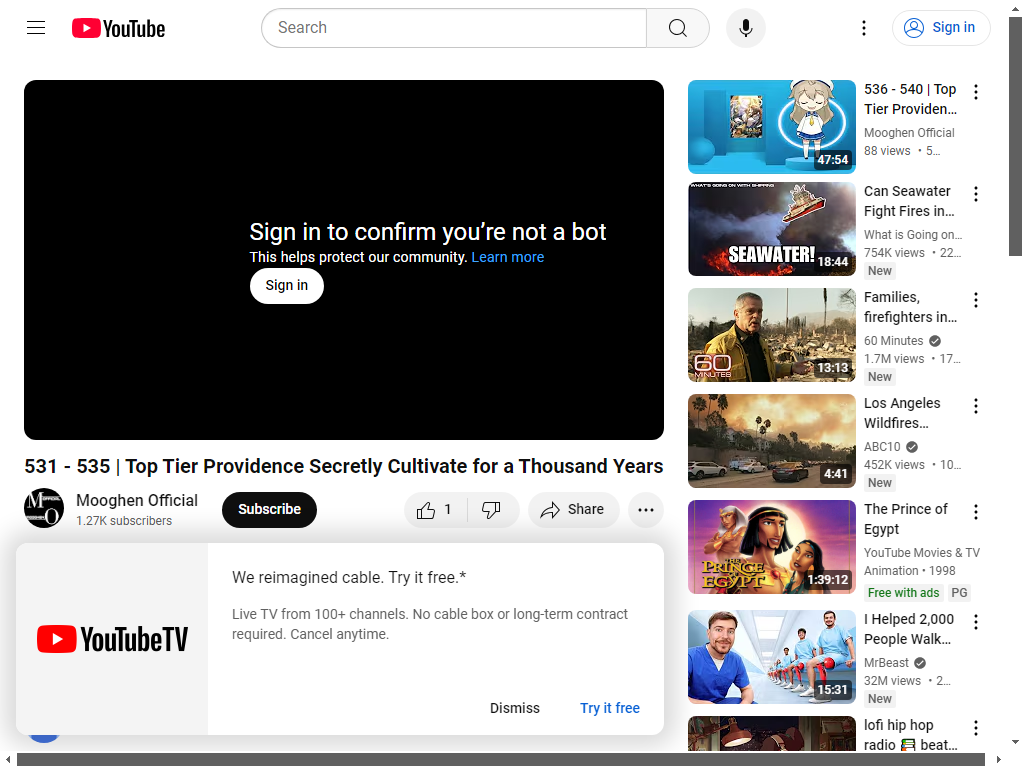 YouTube
Search
Sign in
Sign in to confirm you’re not a bot
This helps protect our community. Learn more
Sign in
531 - 535 | Top Tier Providence Secretly Cultivate for a Thousand Years
Mooghen Official
1.27K subscribers
Subscribe
1
Share
We reimagined cable. Try it free.*
Live TV from 100+ channels. No cable box or long-term contract
required. Cancel anytime.
YouTubeTV
Dismiss
Try it free
47:54
536 - 540 | Top
Tier Providen...
Mooghen Official
88 views • 5...
WHAT'S GOING ON WITH SHIPPING
SEAWATER!
18:44
Can Seawater
Fight Fires in...
What is Going on...
754K views • 22...
New
60
MINUTES
13:13
Families,
firefighters in...
60 Minutes
1.7M views • 17...
New
4:41
Los Angeles
Wildfires...
ABC10
452K views • 10...
New
THE
PRINCE OF
EGYPT
1:39:12
The Prince of
Egypt
YouTube Movies & TV
Animation • 1998
Free with ads
PG
15:31
I Helped 2,000
People Walk...
MrBeast
32M views • 2...
New
lofi hip hop
radio 📚 beat...